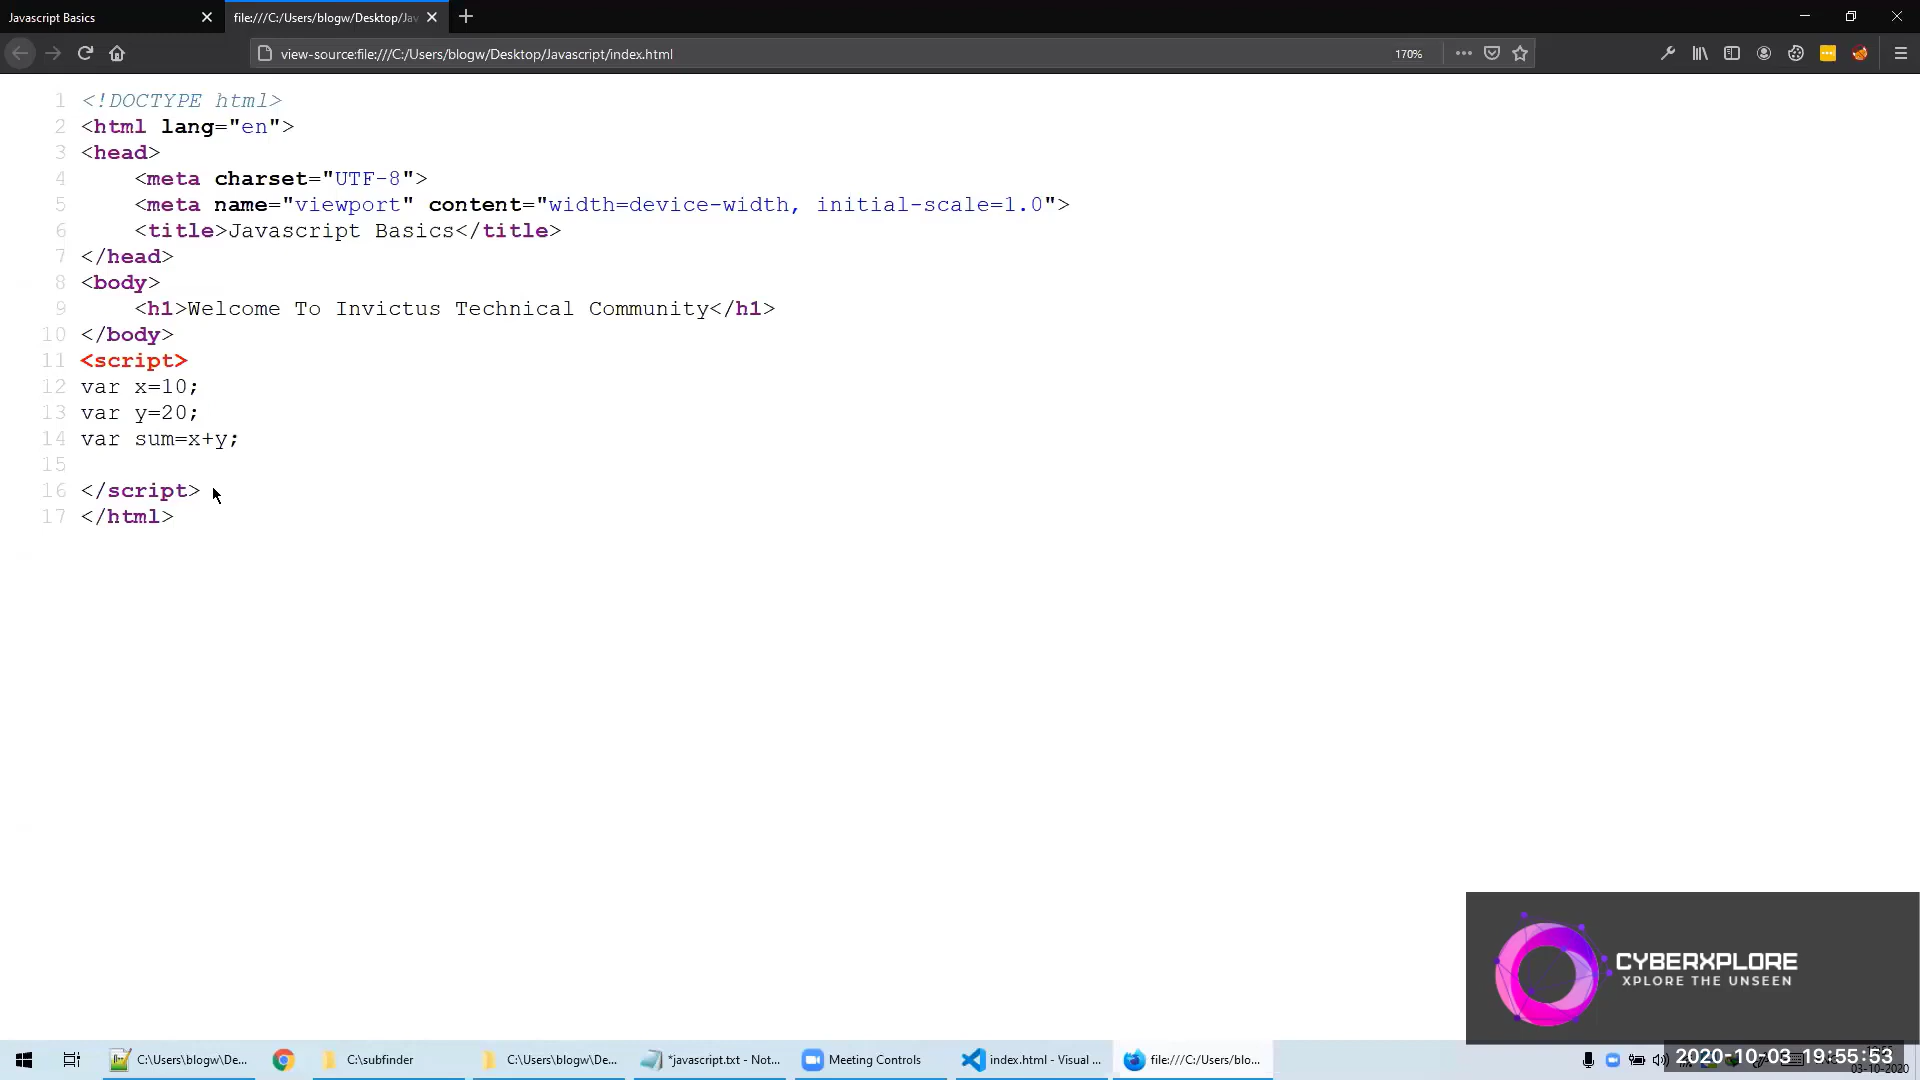 Javascript Basics
file:///C:/Users/blogw/Desktop/Jav
view-source:file:///C:/Users/blogw/Desktop/Javascript/index.html
170%
1 <!DOCTYPE html>
2 <html lang="en">
3 <head>
4 <meta charset="UTF-8">
5 <meta name="viewport" content="width=device-width, initial-scale=1.0">
6 <title>Javascript Basics</title>
7 </head>
8 <body>
9 <h1>Welcome To Invictus Technical Community</h1>
10 </body>
11 <script>
12 var x=10;
13 var y=20;
14 var sum=x+y;
15
16 </script>
17 </html>
CYBERXPLORE
XPLORE THE UNSEEN
C:\Users\blogw\De...
C:\subfinder
C:\Users\blogw\De...
*javascript.txt - Not...
Meeting Controls
index.html - Visual ...
file:///C:/Users/blo...
2020-10-03 19:55:53
03-10-2020